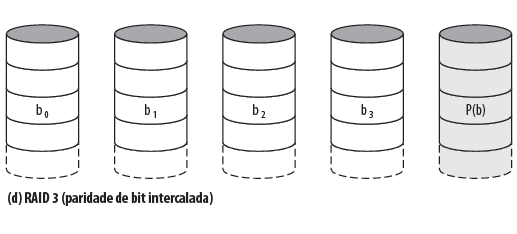 b0 b1 b2 b3 P(b)
(d) RAID 3 (paridade de bit intercalada)